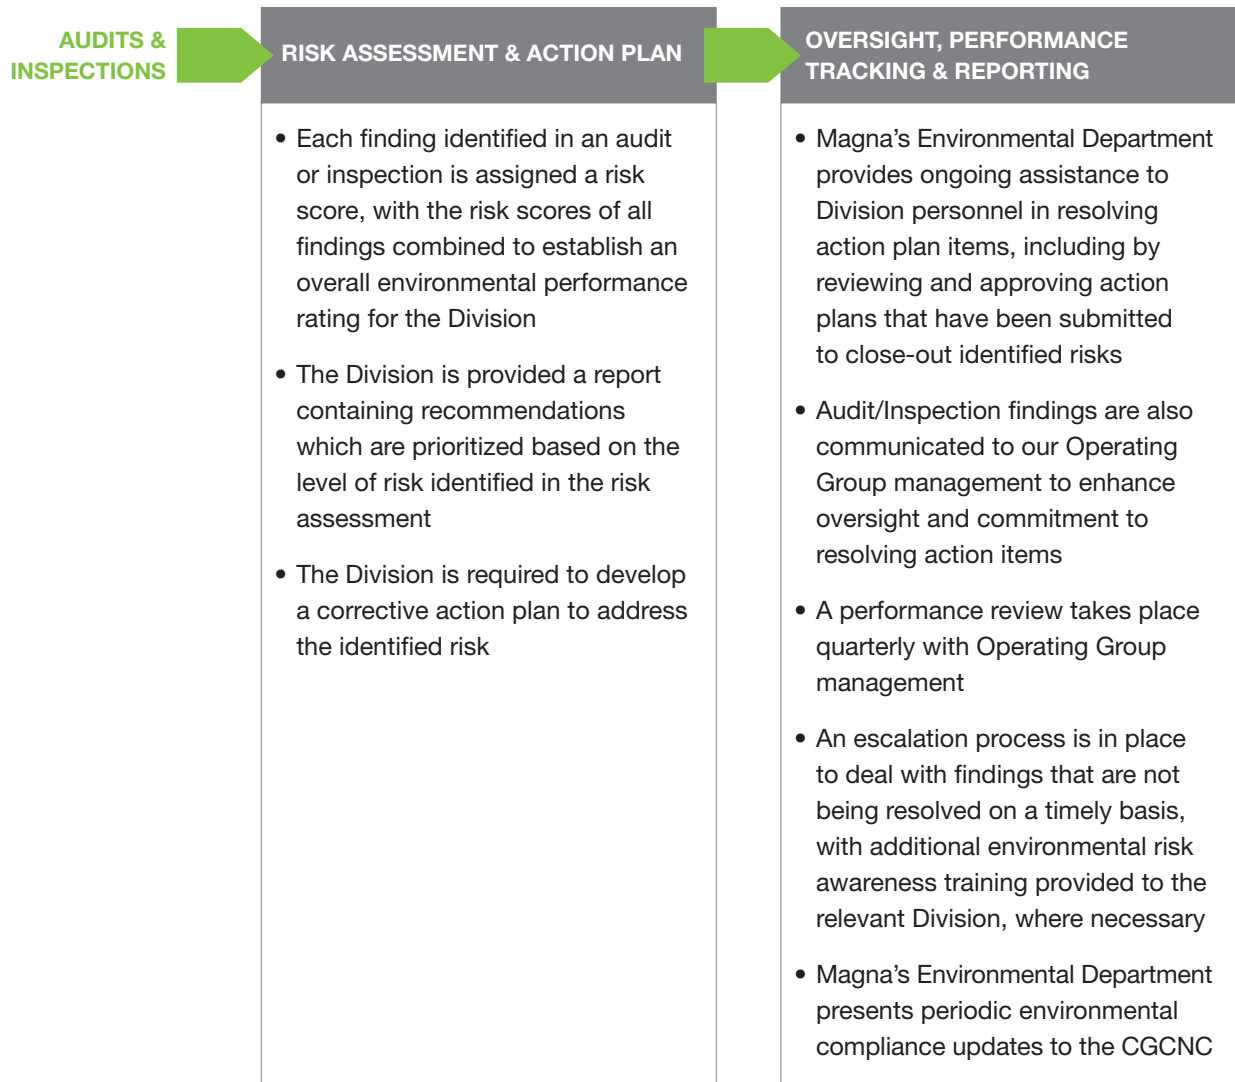 AUDITS &
INSPECTIONS
RISK ASSESSMENT & ACTION PLAN
• Each finding identified in an audit
or inspection is assigned a risk
score, with the risk scores of all
findings combined to establish an
overall environmental performance
rating for the Division
• The Division is provided a report
containing recommendations
which are prioritized based on the
level of risk identified in the risk
assessment
• The Division is required to develop
a corrective action plan to address
the identified risk
OVERSIGHT, PERFORMANCE
TRACKING & REPORTING
• Magna’s Environmental Department
provides ongoing assistance to
Division personnel in resolving
action plan items, including by
reviewing and approving action
plans that have been submitted
to close-out identified risks
• Audit/Inspection findings are also
communicated to our Operating
Group management to enhance
oversight and commitment to
resolving action items
• A performance review takes place
quarterly with Operating Group
management
• An escalation process is in place
to deal with findings that are not
being resolved on a timely basis,
with additional environmental risk
awareness training provided to the
relevant Division, where necessary
• Magna’s Environmental Department
presents periodic environmental
compliance updates to the CGCNC